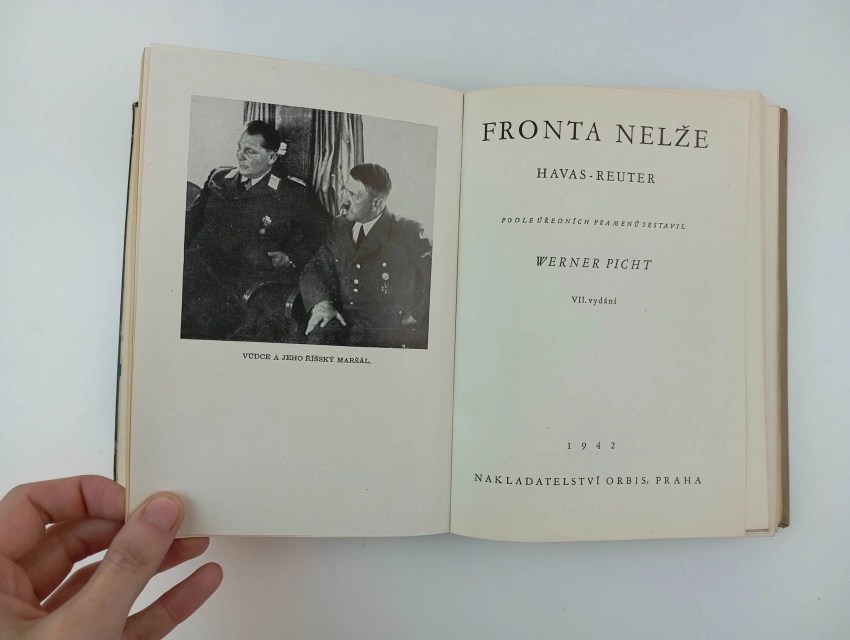 VŮDCE A JEHO ŘÍŠSKÝ MARŠÁL.
FRONTA NELŽE
HAVAS-REUTER
PODLE ÚŘEDNÍCH PRAMENŮ SESTAVIL
WERNER PICHT
VII. vydání
1942
NAKLADATELSTVÍ ORBIS, PRAHA